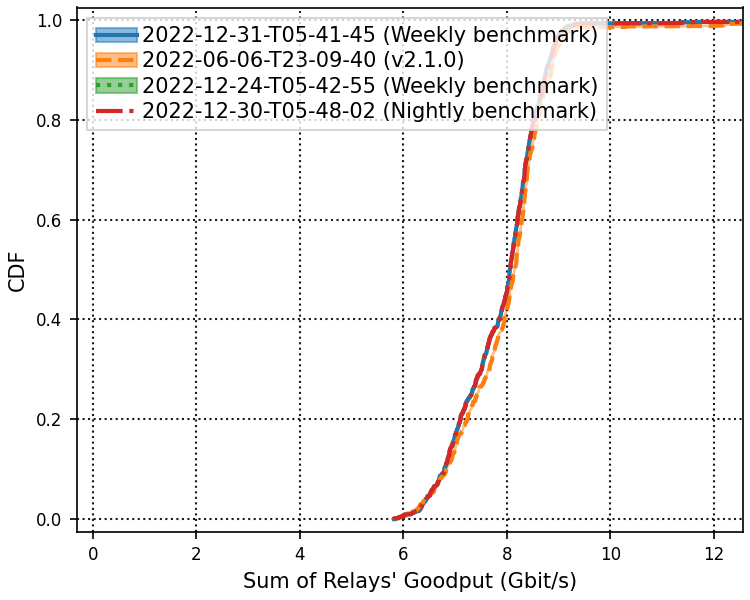 1.0
0.8
0.6
0.4
0.2
0.0
CDF
2022-12-31-T05-41-45 (Weekly benchmark)
2022-06-06-T23-09-40 (v2.1.0)
2022-12-24-T05-42-55 (Weekly benchmark)
2022-12-30-T05-48-02 (Nightly benchmark)
0 2 4 6 8 10 12
Sum of Relays' Goodput (Gbit/s)